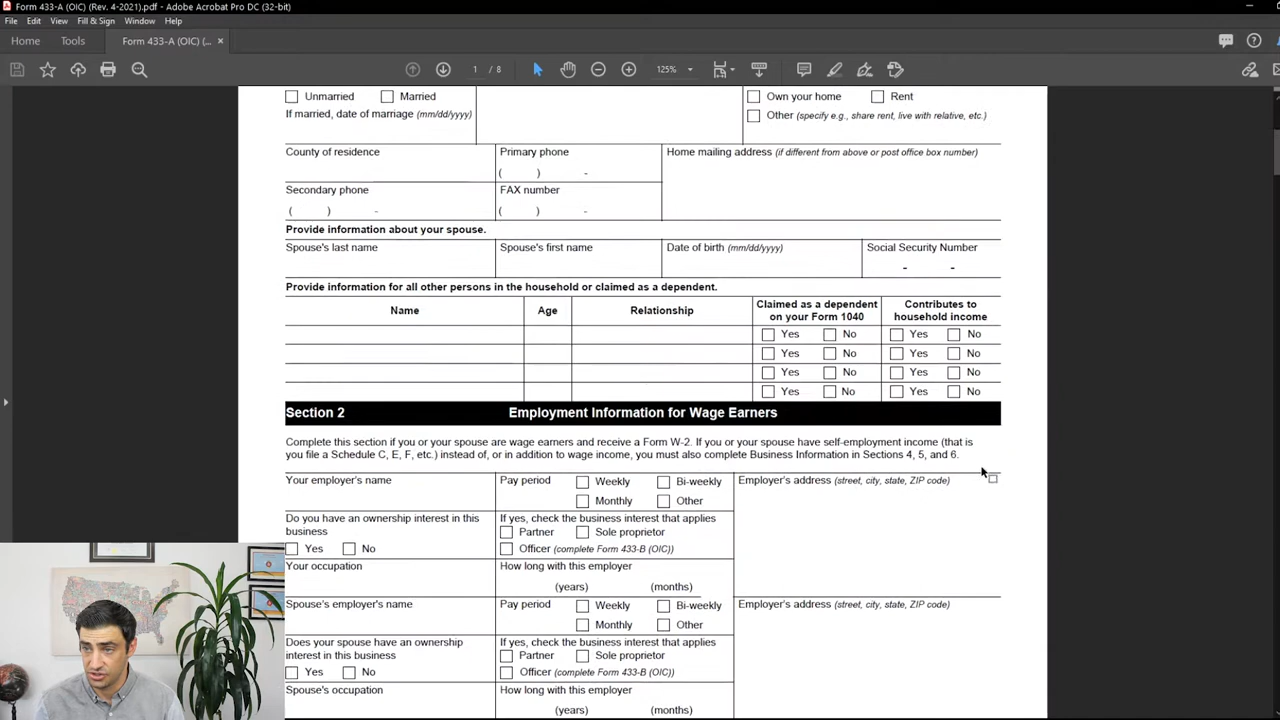 Form 433-A (OIC) (Rev. 4-2021).pdf - Adobe Acrobat Pro DC (32-bit)
File Edit View Fill & Sign Window Help
Home Tools Form 433-A (OIC) (... ×
1 / 8 125%
Unmarried Married Own your home Rent
If married, date of marriage (mm/dd/yyyy) Other (specify e.g., share rent, live with relative, etc.)
County of residence Primary phone Home mailing address (if different from above or post office box number)
( ) -
Secondary phone FAX number
( ) - ( ) -
Provide information about your spouse.
Spouse's last name Spouse's first name Date of birth (mm/dd/yyyy) Social Security Number
- -
Provide information for all other persons in the household or claimed as a dependent.
Name Age Relationship Claimed as a dependent on your Form 1040 Contributes to household income
Yes No Yes No
Yes No Yes No
Yes No Yes No
Yes No Yes No
Section 2 Employment Information for Wage Earners
Complete this section if you or your spouse are wage earners and receive a Form W-2. If you or your spouse have self-employment income (that is
you file a Schedule C, E, F, etc.) instead of, or in addition to wage income, you must also complete Business Information in Sections 4, 5, and 6.
Your employer's name Pay period Weekly Bi-weekly Employer's address (street, city, state, ZIP code)
Monthly Other
Do you have an ownership interest in this If yes, check the business interest that applies
business Partner Sole proprietor
Yes No Officer (complete Form 433-B (OIC))
Your occupation How long with this employer
(years) (months)
Spouse's employer's name Pay period Weekly Bi-weekly Employer's address (street, city, state, ZIP code)
Monthly Other
Does your spouse have an ownership If yes, check the business interest that applies
interest in this business Partner Sole proprietor
Yes No Officer (complete Form 433-B (OIC))
Spouse's occupation How long with this employer
(years) (months)